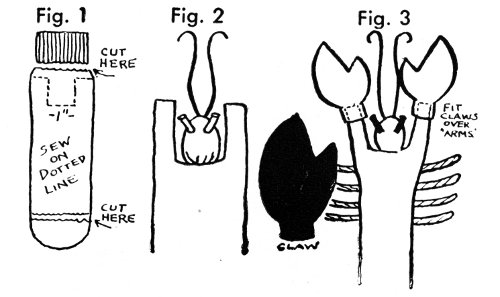 Fig. 1
Fig. 2
Fig. 3
CUT
HERE
-1"-
SEW
ON
DOTTED
LINE
CUT
HERE
CLAW
FIT
CLAWS
OVER
"ARMS"